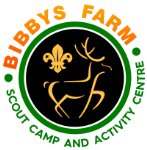 BIBBYS FARM
SCOUT CAMP AND ACTIVITY CENTRE